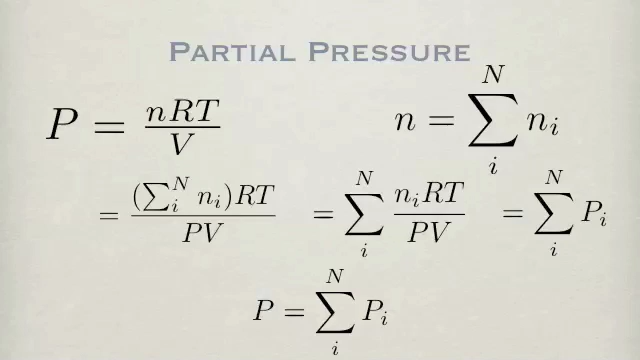 PARTIAL PRESSURE
P = nRT/V
n = ∑_i^N n_i
= (∑_i^N n_i)RT/PV = ∑_i^N n_iRT/PV = ∑_i^N P_i
P = ∑_i^N P_i